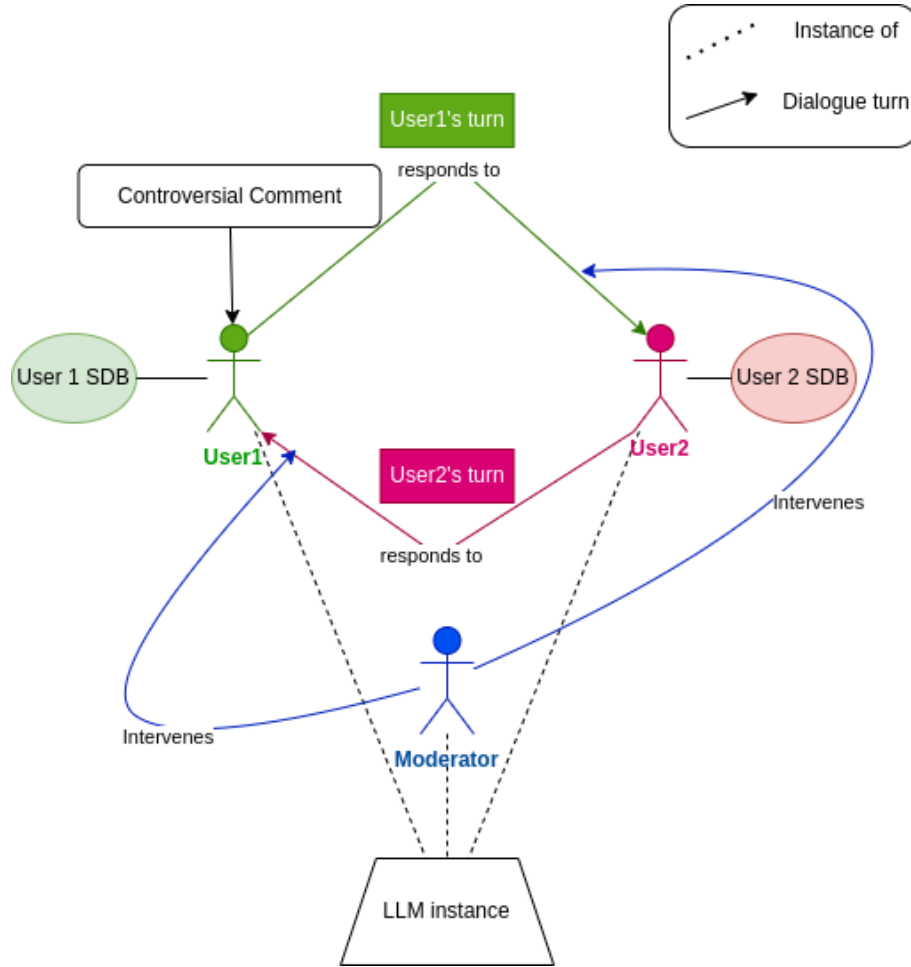 Instance of
Dialogue turn
User1's turn
responds to
Controversial Comment
User 1 SDB
User 2 SDB
User1
User2
User2's turn
responds to
Intervenes
Intervenes
Moderator
LLM instance